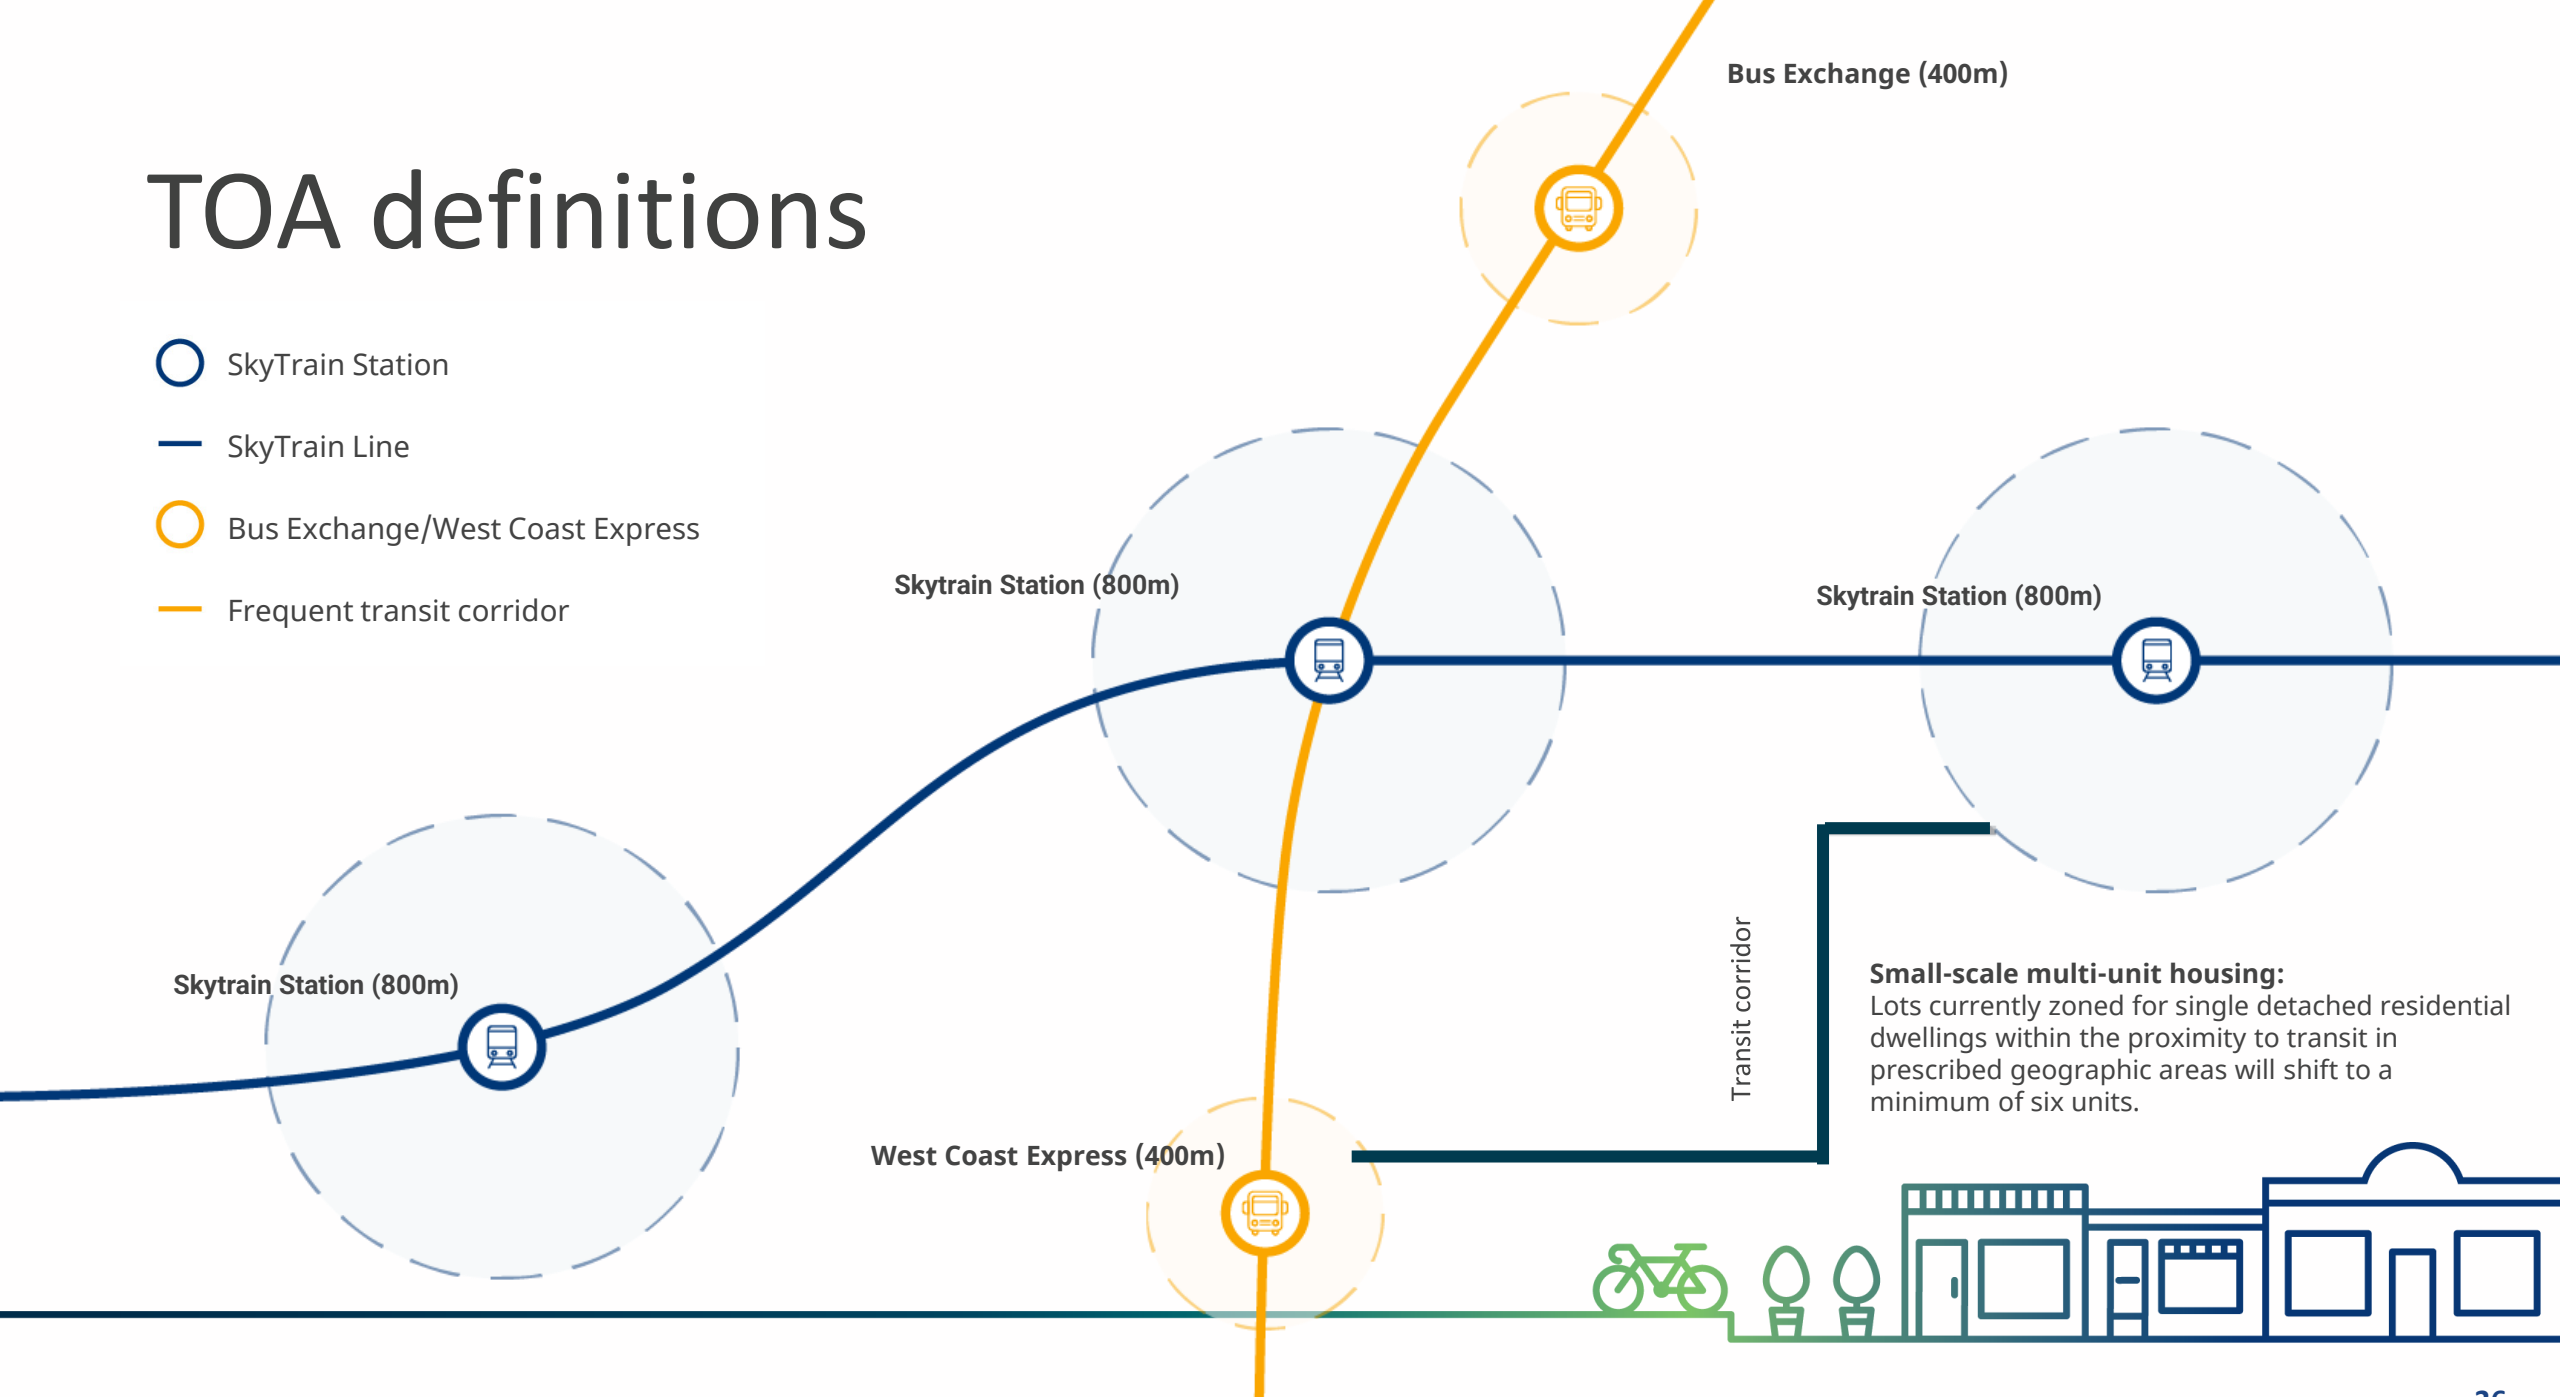 Bus Exchange (400m)
TOA definitions
SkyTrain Station
SkyTrain Line
Bus Exchange/West Coast Express
Frequent transit corridor
Skytrain Station (800m)
Skytrain Station (800m)
Skytrain Station (800m)
Transit corridor
Small-scale multi-unit housing:
Lots currently zoned for single detached residential
dwellings within the proximity to transit in
prescribed geographic areas will shift to a
minimum of six units.
West Coast Express (400m)